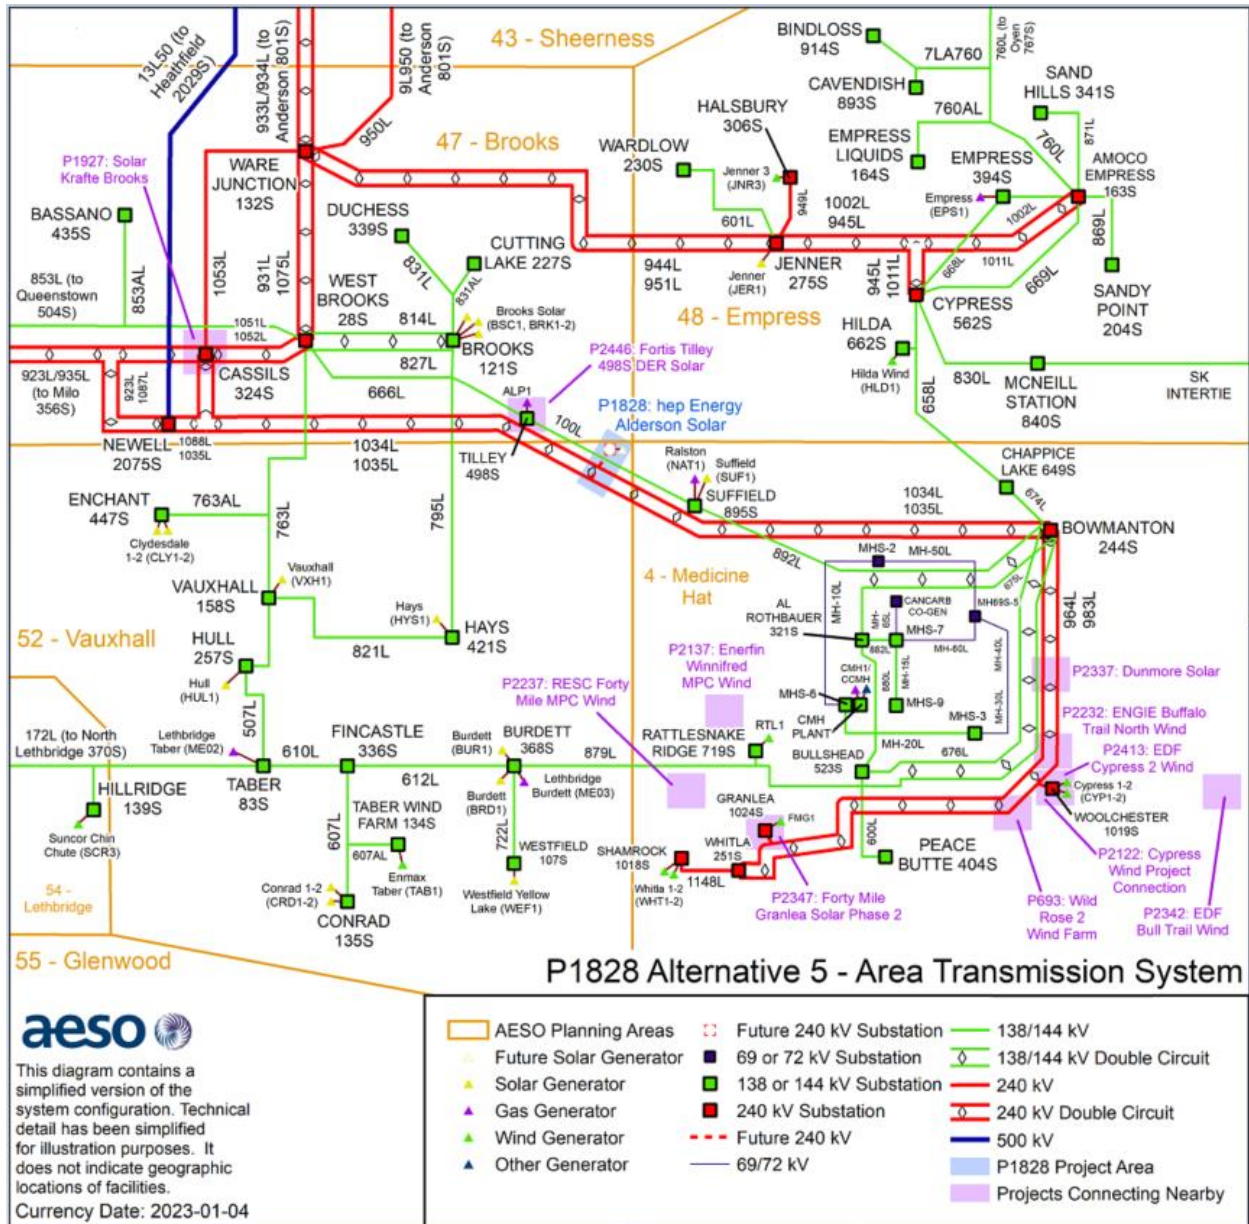 43 - Sheerness
13L50 (to
Heathfield
2029S)
933L/934L (to
Anderson 801S)
9L950 (to
Anderson
801S)
950L
BINDLOSS
914S
7LA760
760L (to
Oyen
767S)
CAVENDISH
893S
SAND
HILLS 341S
760AL
871L
HALSBURY
306S
47 - Brooks
P1927: Solar
Krafte Brooks
WARE
JUNCTION
132S
WARDLOW
230S
Jenner 3
(JNR3)
949L
EMPRESS
LIQUIDS
164S
EMPRESS
394S
760L
AMOCO
EMPRESS
163S
Empress
(EPS1)
BASSANO
435S
DUCHESS
339S
601L
1002L
945L
1002L
869L
CUTTING
LAKE 227S
831L
831AL
1053L
931L
1075L
853L (to
Queenstown
504S)
853AL
WEST
BROOKS
28S
944L
951L
Jenner
(JER1)
JENNER
275S
945L
1011L
668L
1011L
669L
CYPRESS
562S
SANDY
POINT
204S
814L
Brooks Solar
(BSC1, BRK1-2)
48 - Empress
1051L
1052L
BROOKS
121S
HILDA
662S
827L
P2446: Fortis Tilley
498S DER Solar
CASSILS
324S
923L/935L
(to Milo
356S)
923L
1087L
666L
ALP1
Hilda Wind
(HLD1)
658L
830L
MCNEILL
STATION
840S
SK
INTERTIE
P1828: hep Energy
Alderson Solar
100L
NEWELL
2075S
1088L
1035L
1034L
1035L
TILLEY
498S
Ralston
(NAT1)
Suffield
(SUF1)
CHAPPICE
LAKE 649S
674L
ENCHANT
447S
763AL
763L
795L
SUFFIELD
895S
1034L
1035L
BOWMANTON
244S
Clydesdale
1-2 (CLY1-2)
892L
MHS-2
MH-50L
675L
4 - Medicine
Hat
MH-10L
CANCARB
CO-GEN
MH69S-5
964L
983L
Vauxhall
(VXH1)
VAUXHALL
158S
Hays
(HYS1)
AL
ROTHBAUER
321S
MH-
65L
MHS-7
52 - Vauxhall
HULL
257S
821L
HAYS
421S
882L
MH-60L
MH-40L
P2137: Enerfin
Winnifred
MPC Wind
CMH1/
CCMH
880L
MH-15L
P2337: Dunmore Solar
Hull
(HUL1)
P2237: RESC Forty
Mile MPC Wind
MHS-6
MHS-9
MH-30L
507L
CMH
PLANT
MHS-3
P2232: ENGIE Buffalo
Trail North Wind
172L (to North
Lethbridge 370S)
Lethbridge
Taber (ME02)
610L
FINCASTLE
336S
Burdett
(BUR1)
BURDETT
368S
879L
RTL1
RATTLESNAKE
RIDGE 719S
MH-20L
676L
P2413: EDF
Cypress 2 Wind
BULLSHEAD
523S
HILLRIDGE
139S
TABER
83S
612L
Burdett
(BRD1)
Lethbridge
Burdett (ME03)
Cypress 1-2
(CYP1-2)
WOOLCHESTER
1019S
TABER WIND
FARM 134S
607L
607AL
722L
GRANLEA
1024S
FMG1
600L
Suncor Chin
Chute (SCR3)
WESTFIELD
107S
SHAMROCK
1018S
WHITLA
251S
PEACE
BUTTE 404S
P2122: Cypress
Wind Project
Connection
Enmax
Taber (TAB1)
Whitla 1-2
(WHT1-2)
1148L
54 -
Lethbridge
Conrad 1-2
(CRD1-2)
Westfield Yellow
Lake (WEF1)
P2347: Forty Mile
Granlea Solar Phase 2
P693: Wild
Rose 2
Wind Farm
P2342: EDF
Bull Trail Wind
CONRAD
135S
55 - Glenwood
P1828 Alternative 5 - Area Transmission System
aeso
This diagram contains a
simplified version of the
system configuration. Technical
detail has been simplified
for illustration purposes. It
does not indicate geographic
locations of facilities.
Currency Date: 2023-01-04
AESO Planning Areas
Future Solar Generator
Solar Generator
Gas Generator
Wind Generator
Other Generator
Future 240 kV Substation
69 or 72 kV Substation
138 or 144 kV Substation
240 kV Substation
Future 240 kV
69/72 kV
138/144 kV
138/144 kV Double Circuit
240 kV
240 kV Double Circuit
500 kV
P1828 Project Area
Projects Connecting Nearby